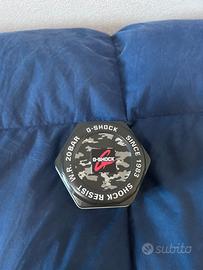 G-SHOCK
SINCE 1983
SHOCK RESIST
W.R. 20BAR
G-SHOCK
subito